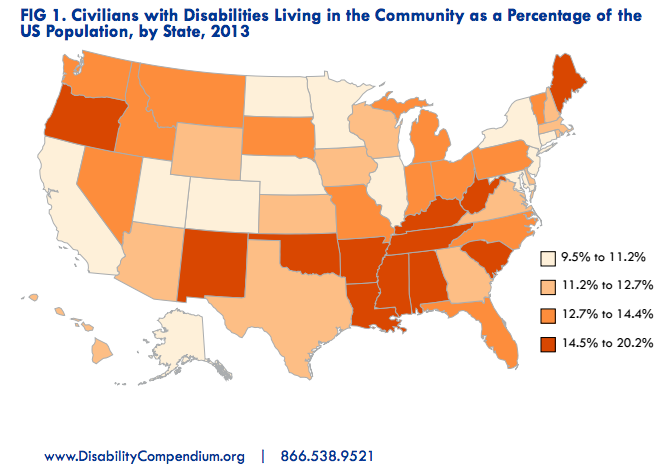 FIG 1. Civilians with Disabilities Living in the Community as a Percentage of the
US Population, by State, 2013
9.5% to 11.2%
11.2% to 12.7%
12.7% to 14.4%
14.5% to 20.2%
www.DisabilityCompendium.org | 866.538.9521